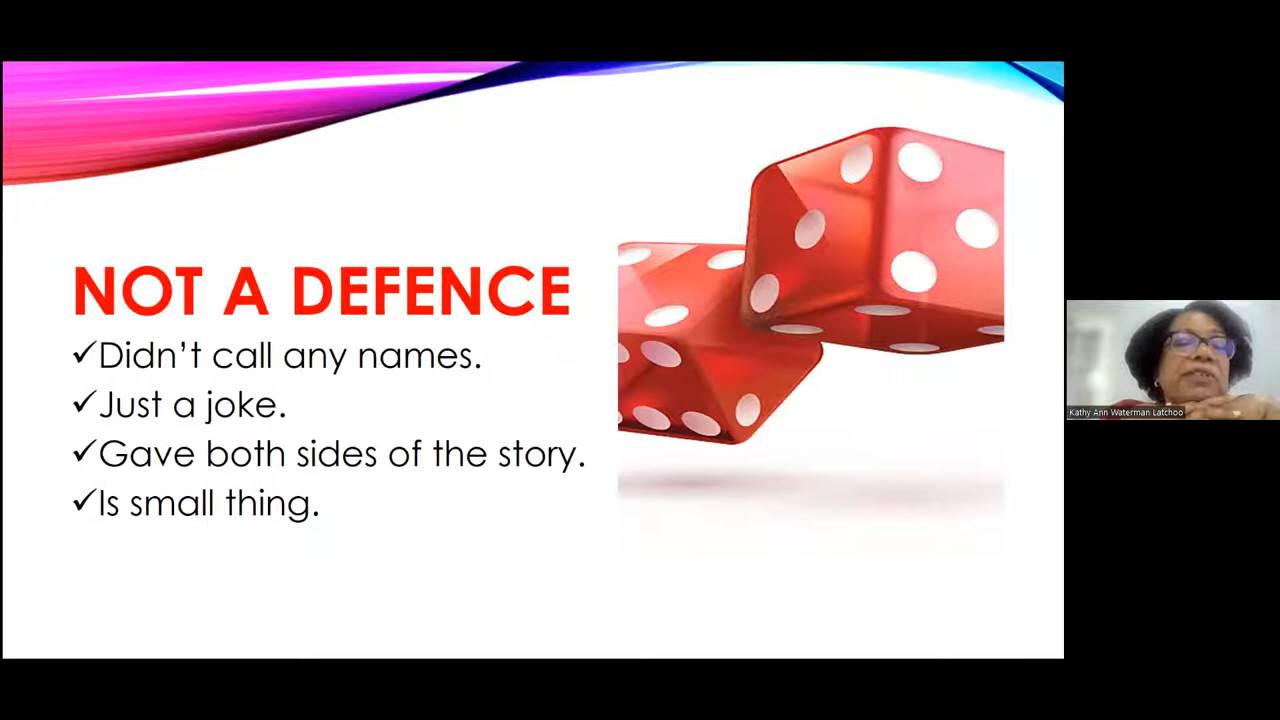 NOT A DEFENCE
✓Didn’t call any names.
✓Just a joke.
✓Gave both sides of the story.
✓Is small thing.
Kathy Ann Waterman Latchoo